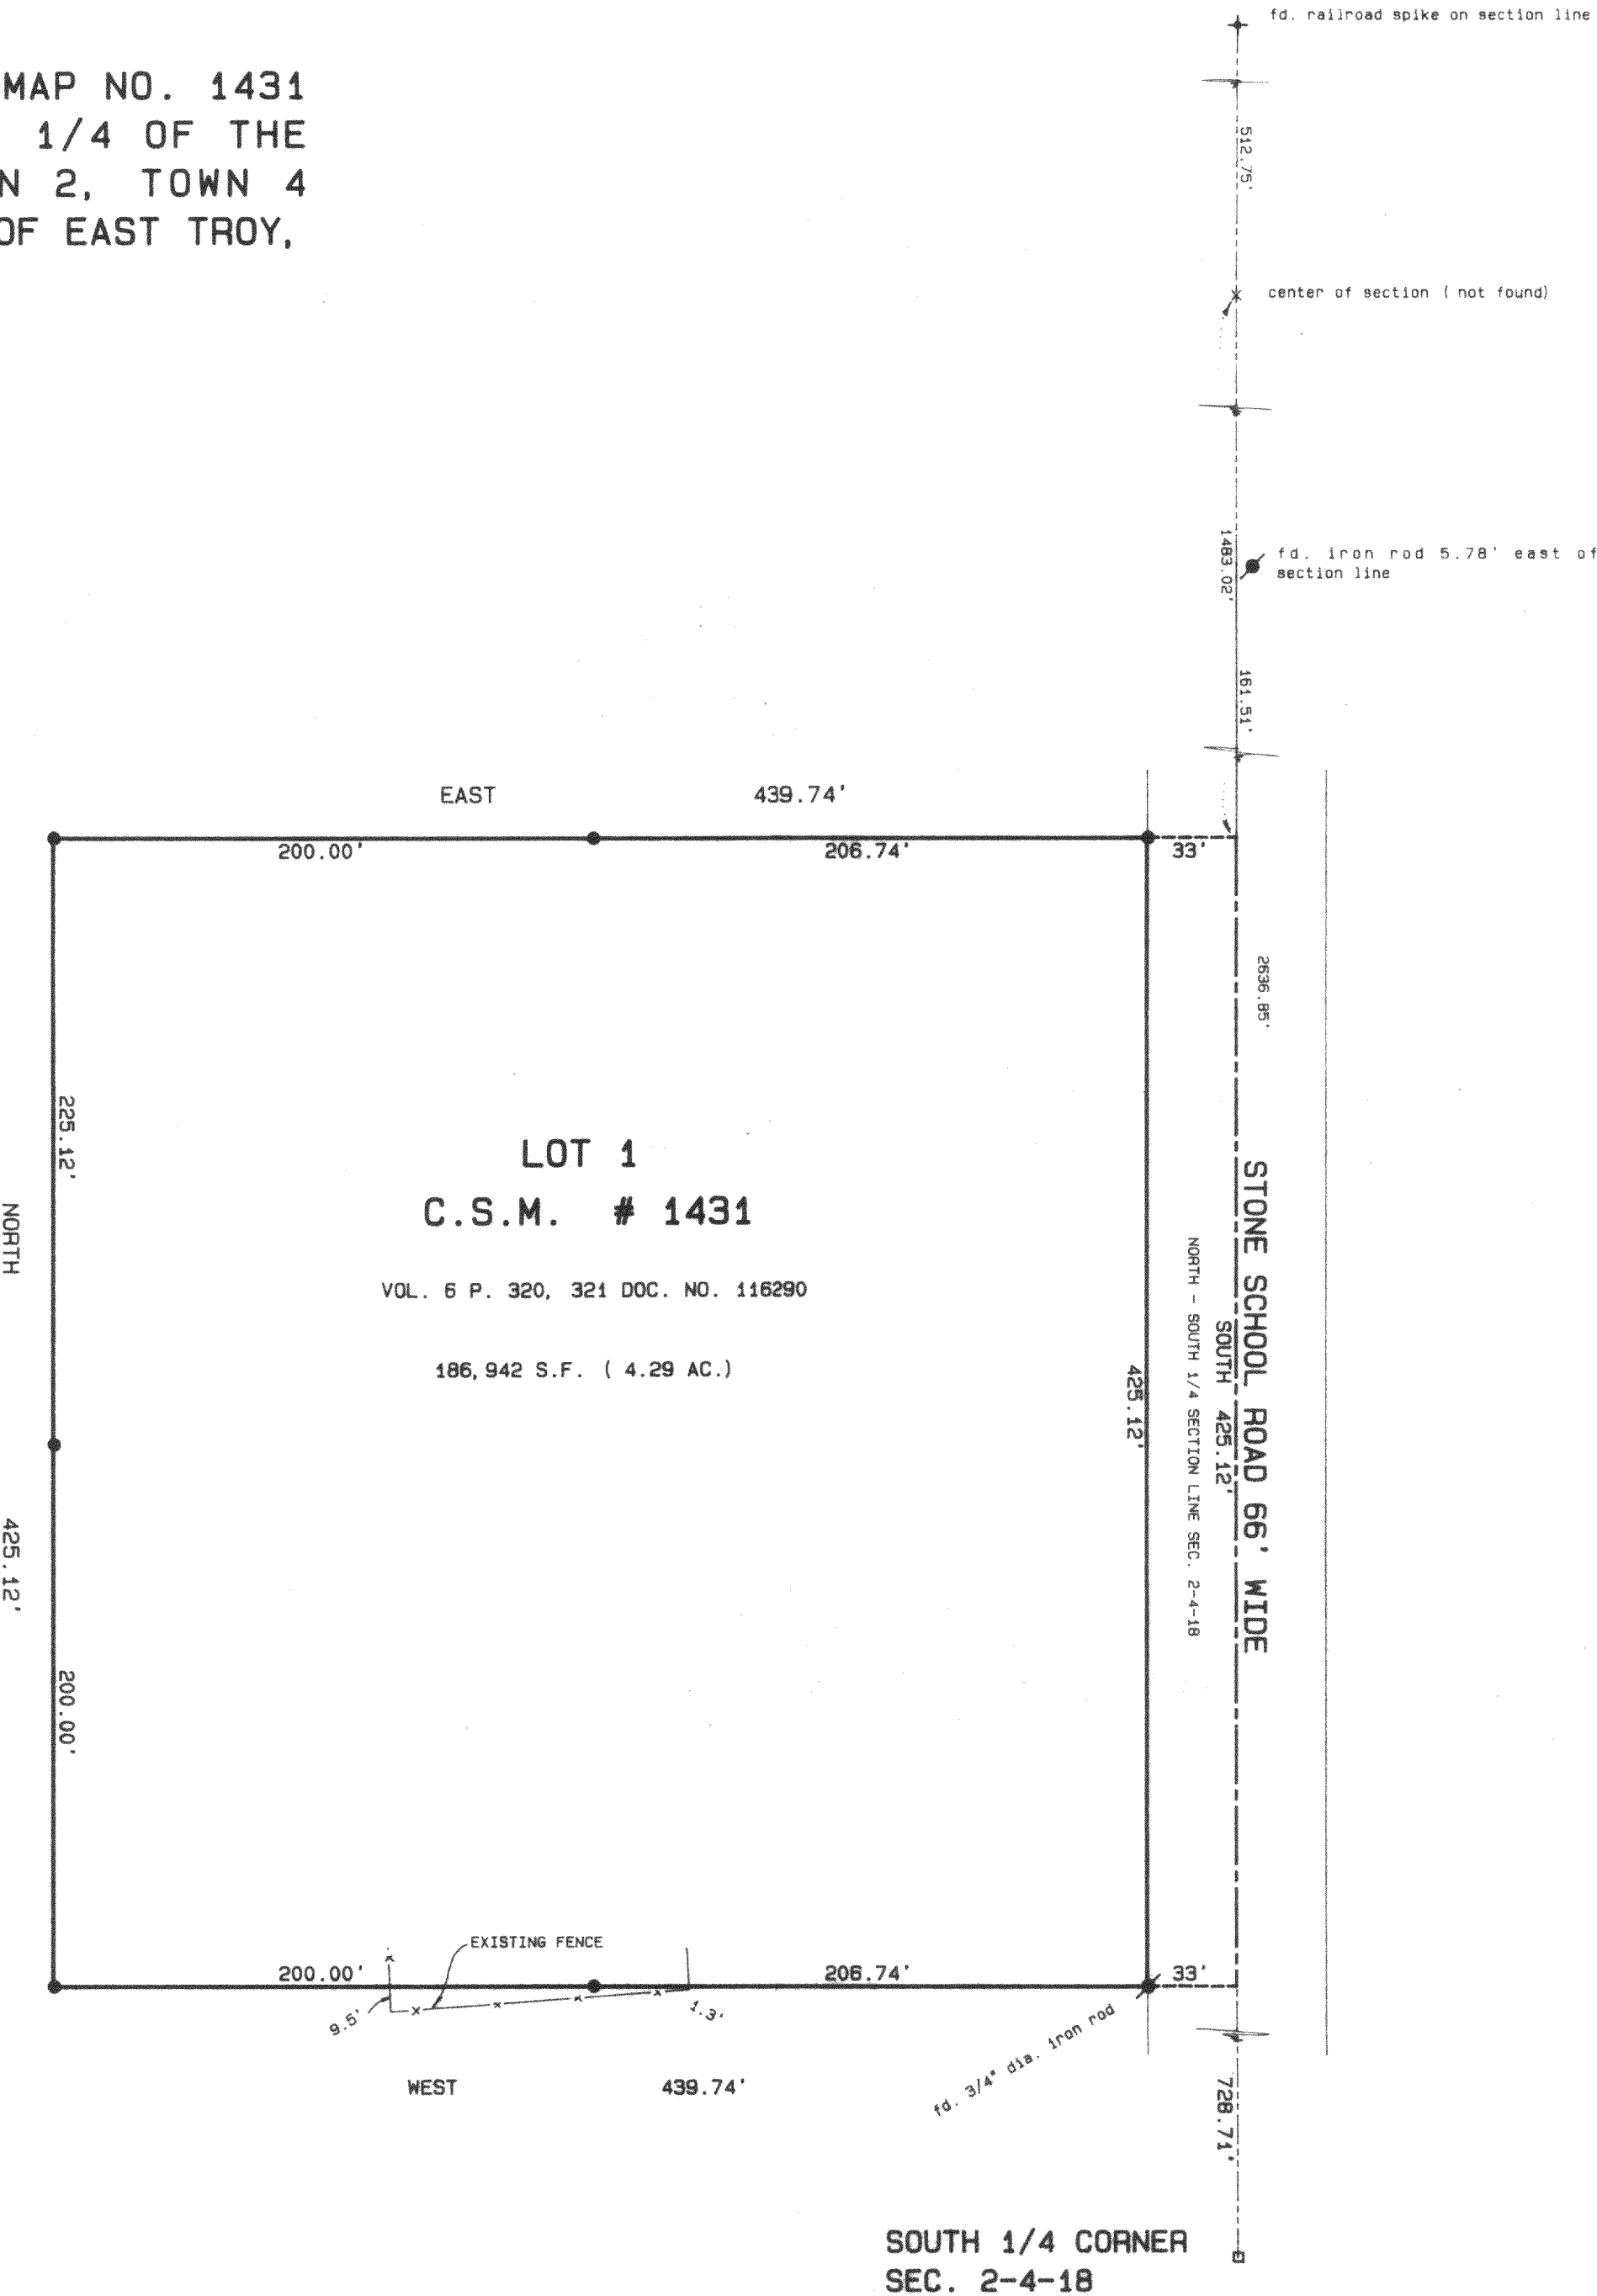 fd. railroad spike on section line
MAP NO. 1431
1/4 OF THE
N 2, TOWN 4
OF EAST TROY,
512.75'
center of section ( not found)
1483.02'
fd. iron rod 5.78' east of
section line
161.51'
EAST 439.74'
200.00' 206.74' 33'
2636.85'
225.12'
LOT 1
C.S.M. # 1431
VOL. 6 P. 320, 321 DOC. NO. 116290
186,942 S.F. ( 4.29 AC.)
NORTH 425.12'
425.12'
NORTH - SOUTH 1/4 SECTION LINE SEC. 2-4-18
SOUTH 425.12'
STONE SCHOOL ROAD 66' WIDE
200.00'
EXISTING FENCE
200.00' 206.74' 33'
9.5' 1.3'
fd. 3/4" dia. iron rod
WEST 439.74'
728.71'
SOUTH 1/4 CORNER
SEC. 2-4-18